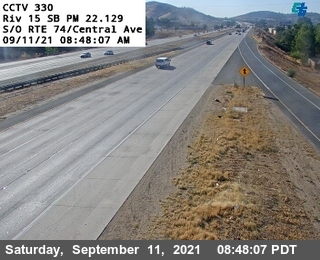 CCTV 330
Riv 15 SB PM 22.129
S/O RTE 74/Central Ave
09/11/21 08:48:07 AM
Saturday, September 11, 2021 08:48:07 PDT